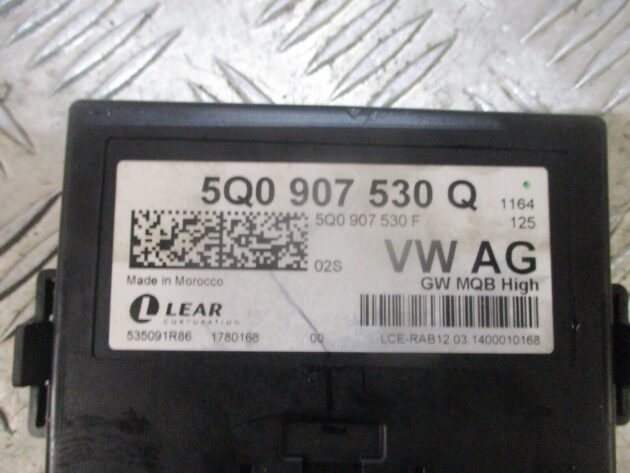 5Q0 907 530 Q 1164
5Q0 907 530 F 125
02S VW AG
Made in Morocco GW MQB High
LEAR
CORPORATION
535091R86 1780168 00 LCE-RAB12 03 1400010168